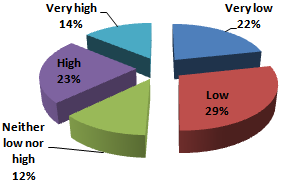 Very high
14%
Very low
22%
High
23%
Low
29%
Neither
low nor
high
12%